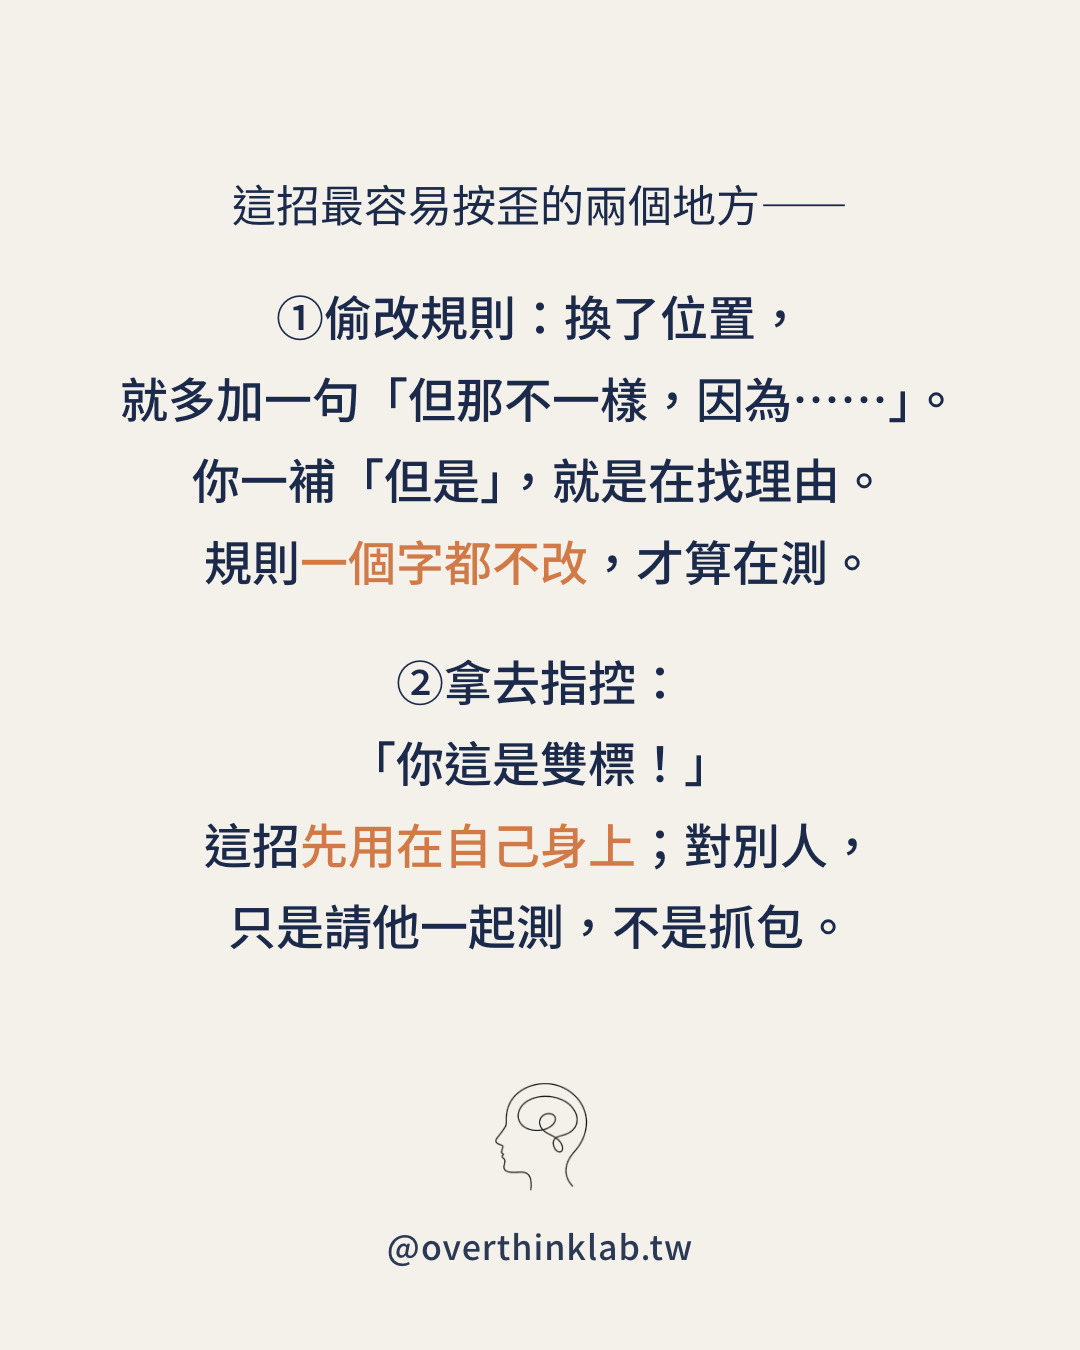 這招最容易按歪的兩個地方——
①偷改規則：換了位置，
就多加一句「但那不一樣，因為⋯⋯」。
你一補「但是」，就是在找理由。
規則一個字都不改，才算在測。
②拿去指控：
「你這是雙標！」
這招先用在自己身上；對別人，
只是請他一起測，不是抓包。
@overthinklab.tw